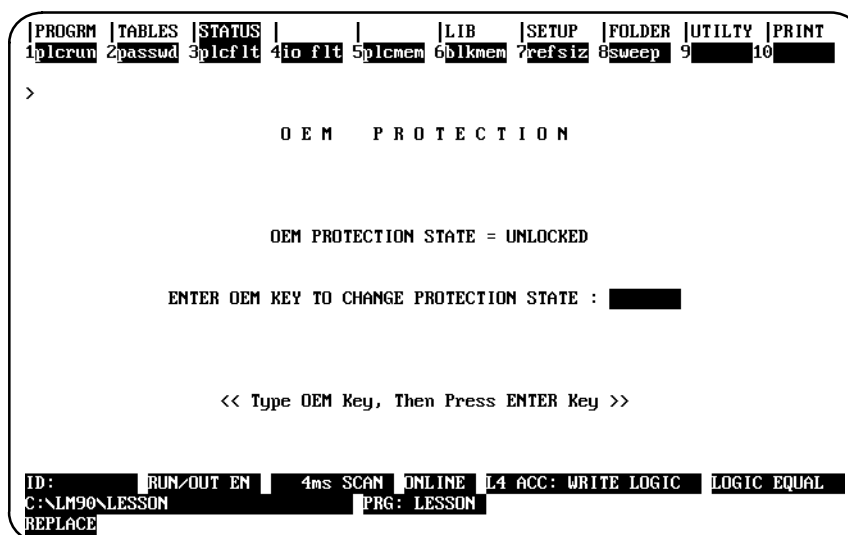 |PROGRM |TABLES |STATUS | | |LIB |SETUP |FOLDER |UTILTY |PRINT
1plcrun 2passwd 3plcflt 4io flt 5plcmem 6blkmem 7refsiz 8sweep 9 10
>
O E M P R O T E C T I O N
OEM PROTECTION STATE = UNLOCKED
ENTER OEM KEY TO CHANGE PROTECTION STATE :
<< Type OEM Key, Then Press ENTER Key >>
ID: RUN/OUT EN 4ms SCAN ONLINE L4 ACC: WRITE LOGIC LOGIC EQUAL
C:\LM90\LESSON PRG: LESSON
REPLACE